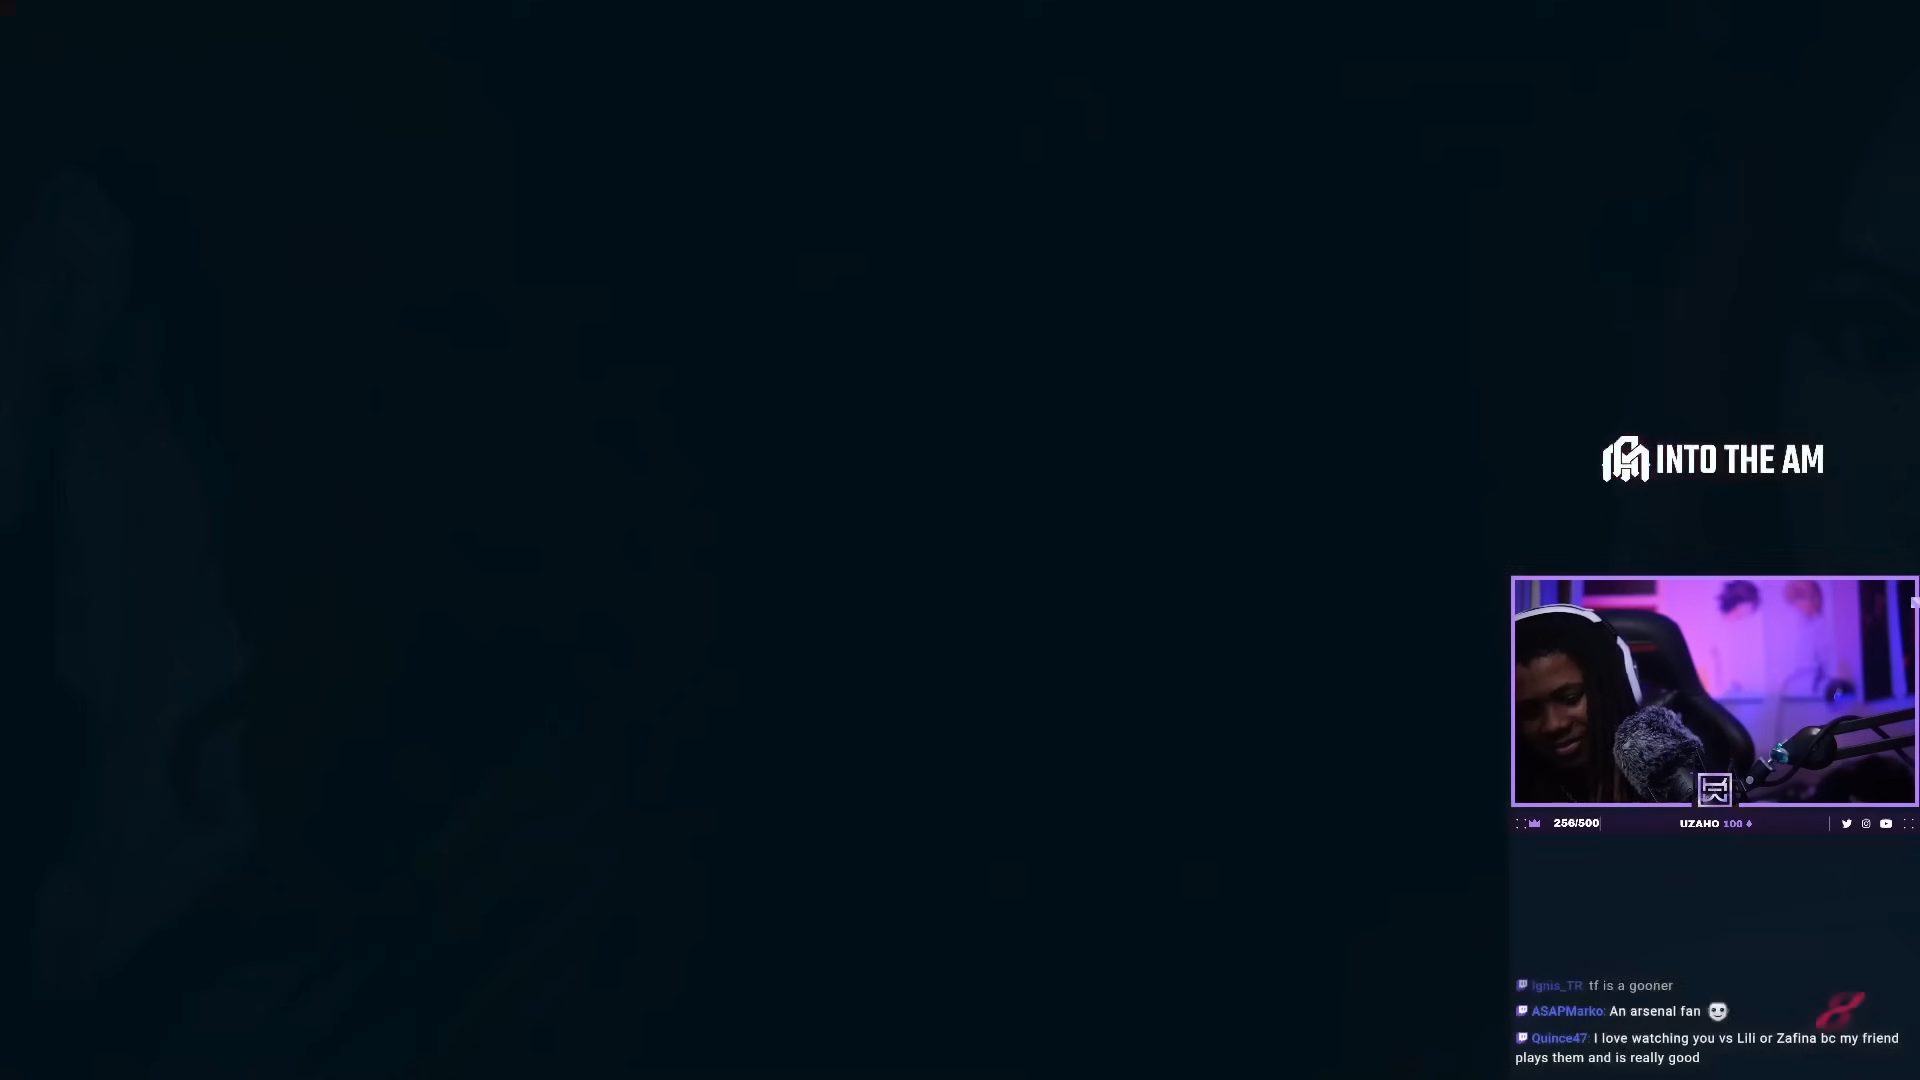 INTO THE AM
256/500
UZAHO 100
Ignis_TR: tf is a gooner
ASAPMarko: An arsenal fan
Quince47: I love watching you vs Lili or Zafina bc my friend
plays them and is really good
8